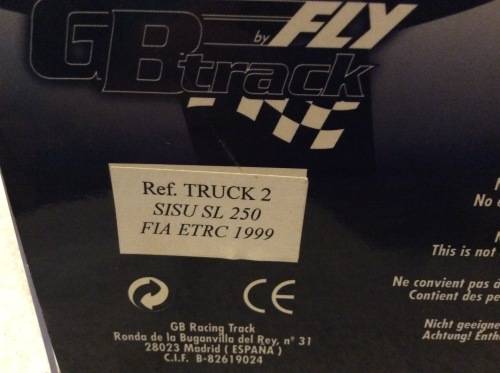 by FLY
GBtrack
Ref. TRUCK 2
SISU SL 250
FIA ETRC 1999
No
This is not
Ne convient pas à
Contient des pe
Nicht geeigne
Achtung! Enth
CE
GB Racing Track
Ronda de la Buganvilla del Rey, nº 31
28023 Madrid ( ESPAÑA )
C.I.F. B-82619024